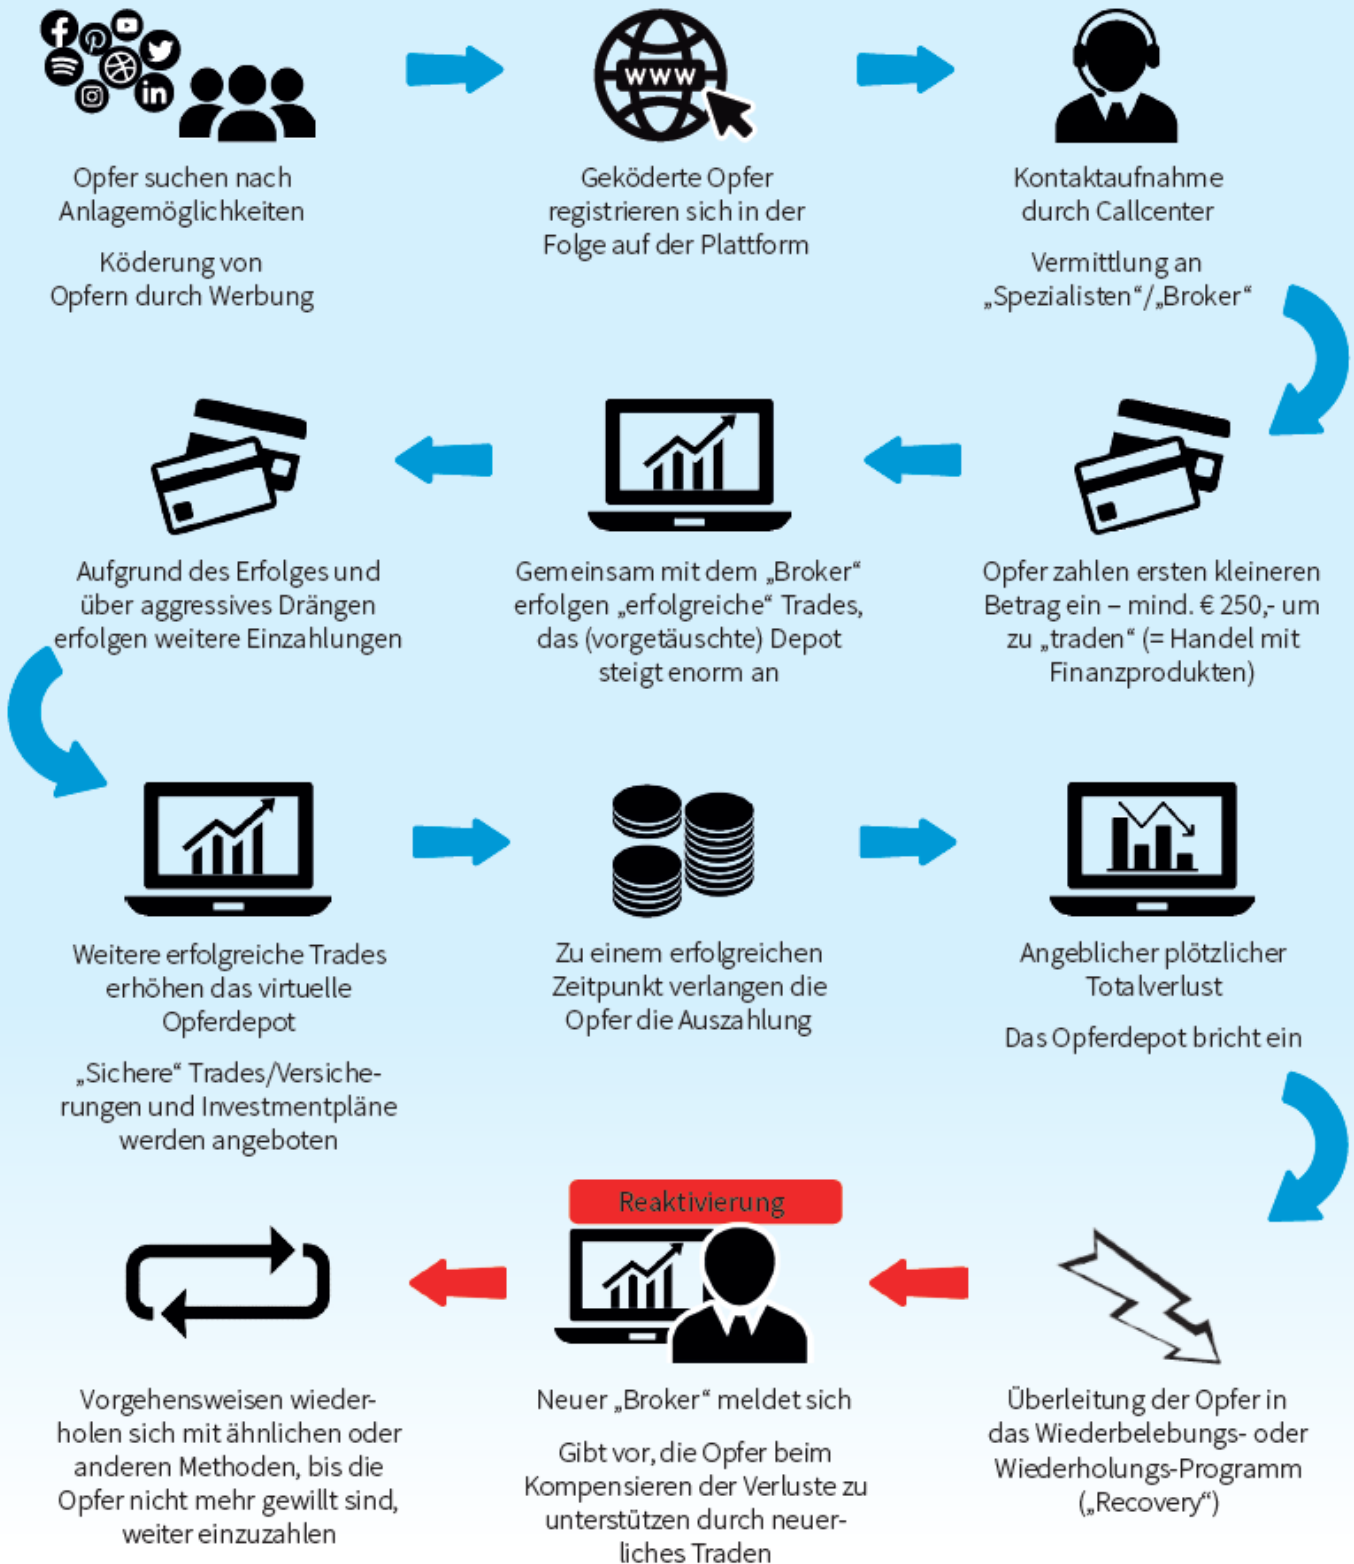 Opfer suchen nach
Anlagemöglichkeiten
Köderung von
Opfern durch Werbung
www
Geköderte Opfer
registrieren sich in der
Folge auf der Plattform
Kontaktaufnahme
durch Callcenter
Vermittlung an
„Spezialisten“/„Broker“
Opfer zahlen ersten kleineren
Betrag ein – mind. € 250,- um
zu „traden“ (= Handel mit
Finanzprodukten)
Gemeinsam mit dem „Broker“
erfolgen „erfolgreiche“ Trades,
das (vorgetäuschte) Depot
steigt enorm an
Aufgrund des Erfolges und
über aggressives Drängen
erfolgen weitere Einzahlungen
Weitere erfolgreiche Trades
erhöhen das virtuelle
Opferdepot
„Sichere“ Trades/Versiche-
rungen und Investmentpläne
werden angeboten
Zu einem erfolgreichen
Zeitpunkt verlangen die
Opfer die Auszahlung
Angeblicher plötzlicher
Totalverlust
Das Opferdepot bricht ein
Überleitung der Opfer in
das Wiederbelebungs- oder
Wiederholungs-Programm
(„Recovery“)
Reaktivierung
Neuer „Broker“ meldet sich
Gibt vor, die Opfer beim
Kompensieren der Verluste zu
unterstützen durch neuer-
liches Traden
Vorgehensweisen wieder-
holen sich mit ähnlichen oder
anderen Methoden, bis die
Opfer nicht mehr gewillt sind,
weiter einzuzahlen